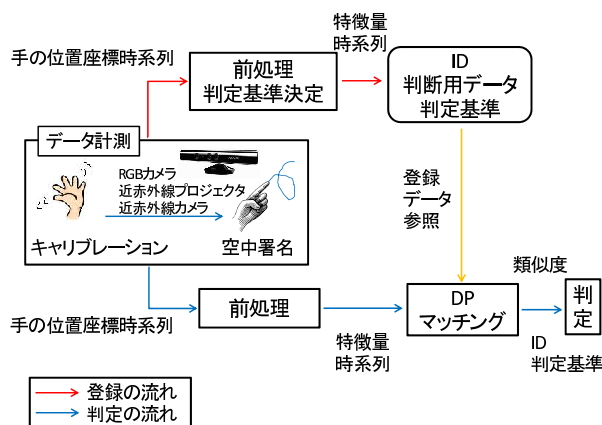 手の位置座標時系列
前処理
判定基準決定
特徴量
時系列
ID
判断用データ
判定基準
データ計測
RGBカメラ
近赤外線プロジェクタ
近赤外線カメラ
キャリブレーション
空中署名
登録
データ
参照
手の位置座標時系列
前処理
特徴量
時系列
DP
マッチング
類似度
ID
判定基準
判定
登録の流れ
判定の流れ